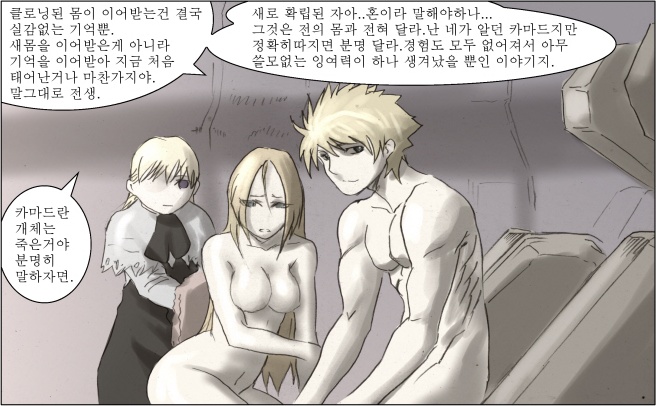 클로닝된 몸이 이어받는건 결국
실감없는 기억뿐.
새몸을 이어받은게 아니라
기억을 이어받아 지금 처음
태어난거나 마찬가지야.
말그대로 전생.
새로 확립된 자아..혼이라 말해야하나...
그것은 전의 몸과 전혀 달라.난 네가 알던 카마드지만
정확히따지면 분명 달라.경험도 모두 없어져서 아무
쓸모없는 잉여력이 하나 생겨났을 뿐인 이야기지.
카마드란
개체는
죽은거야
분명히
말하자면.